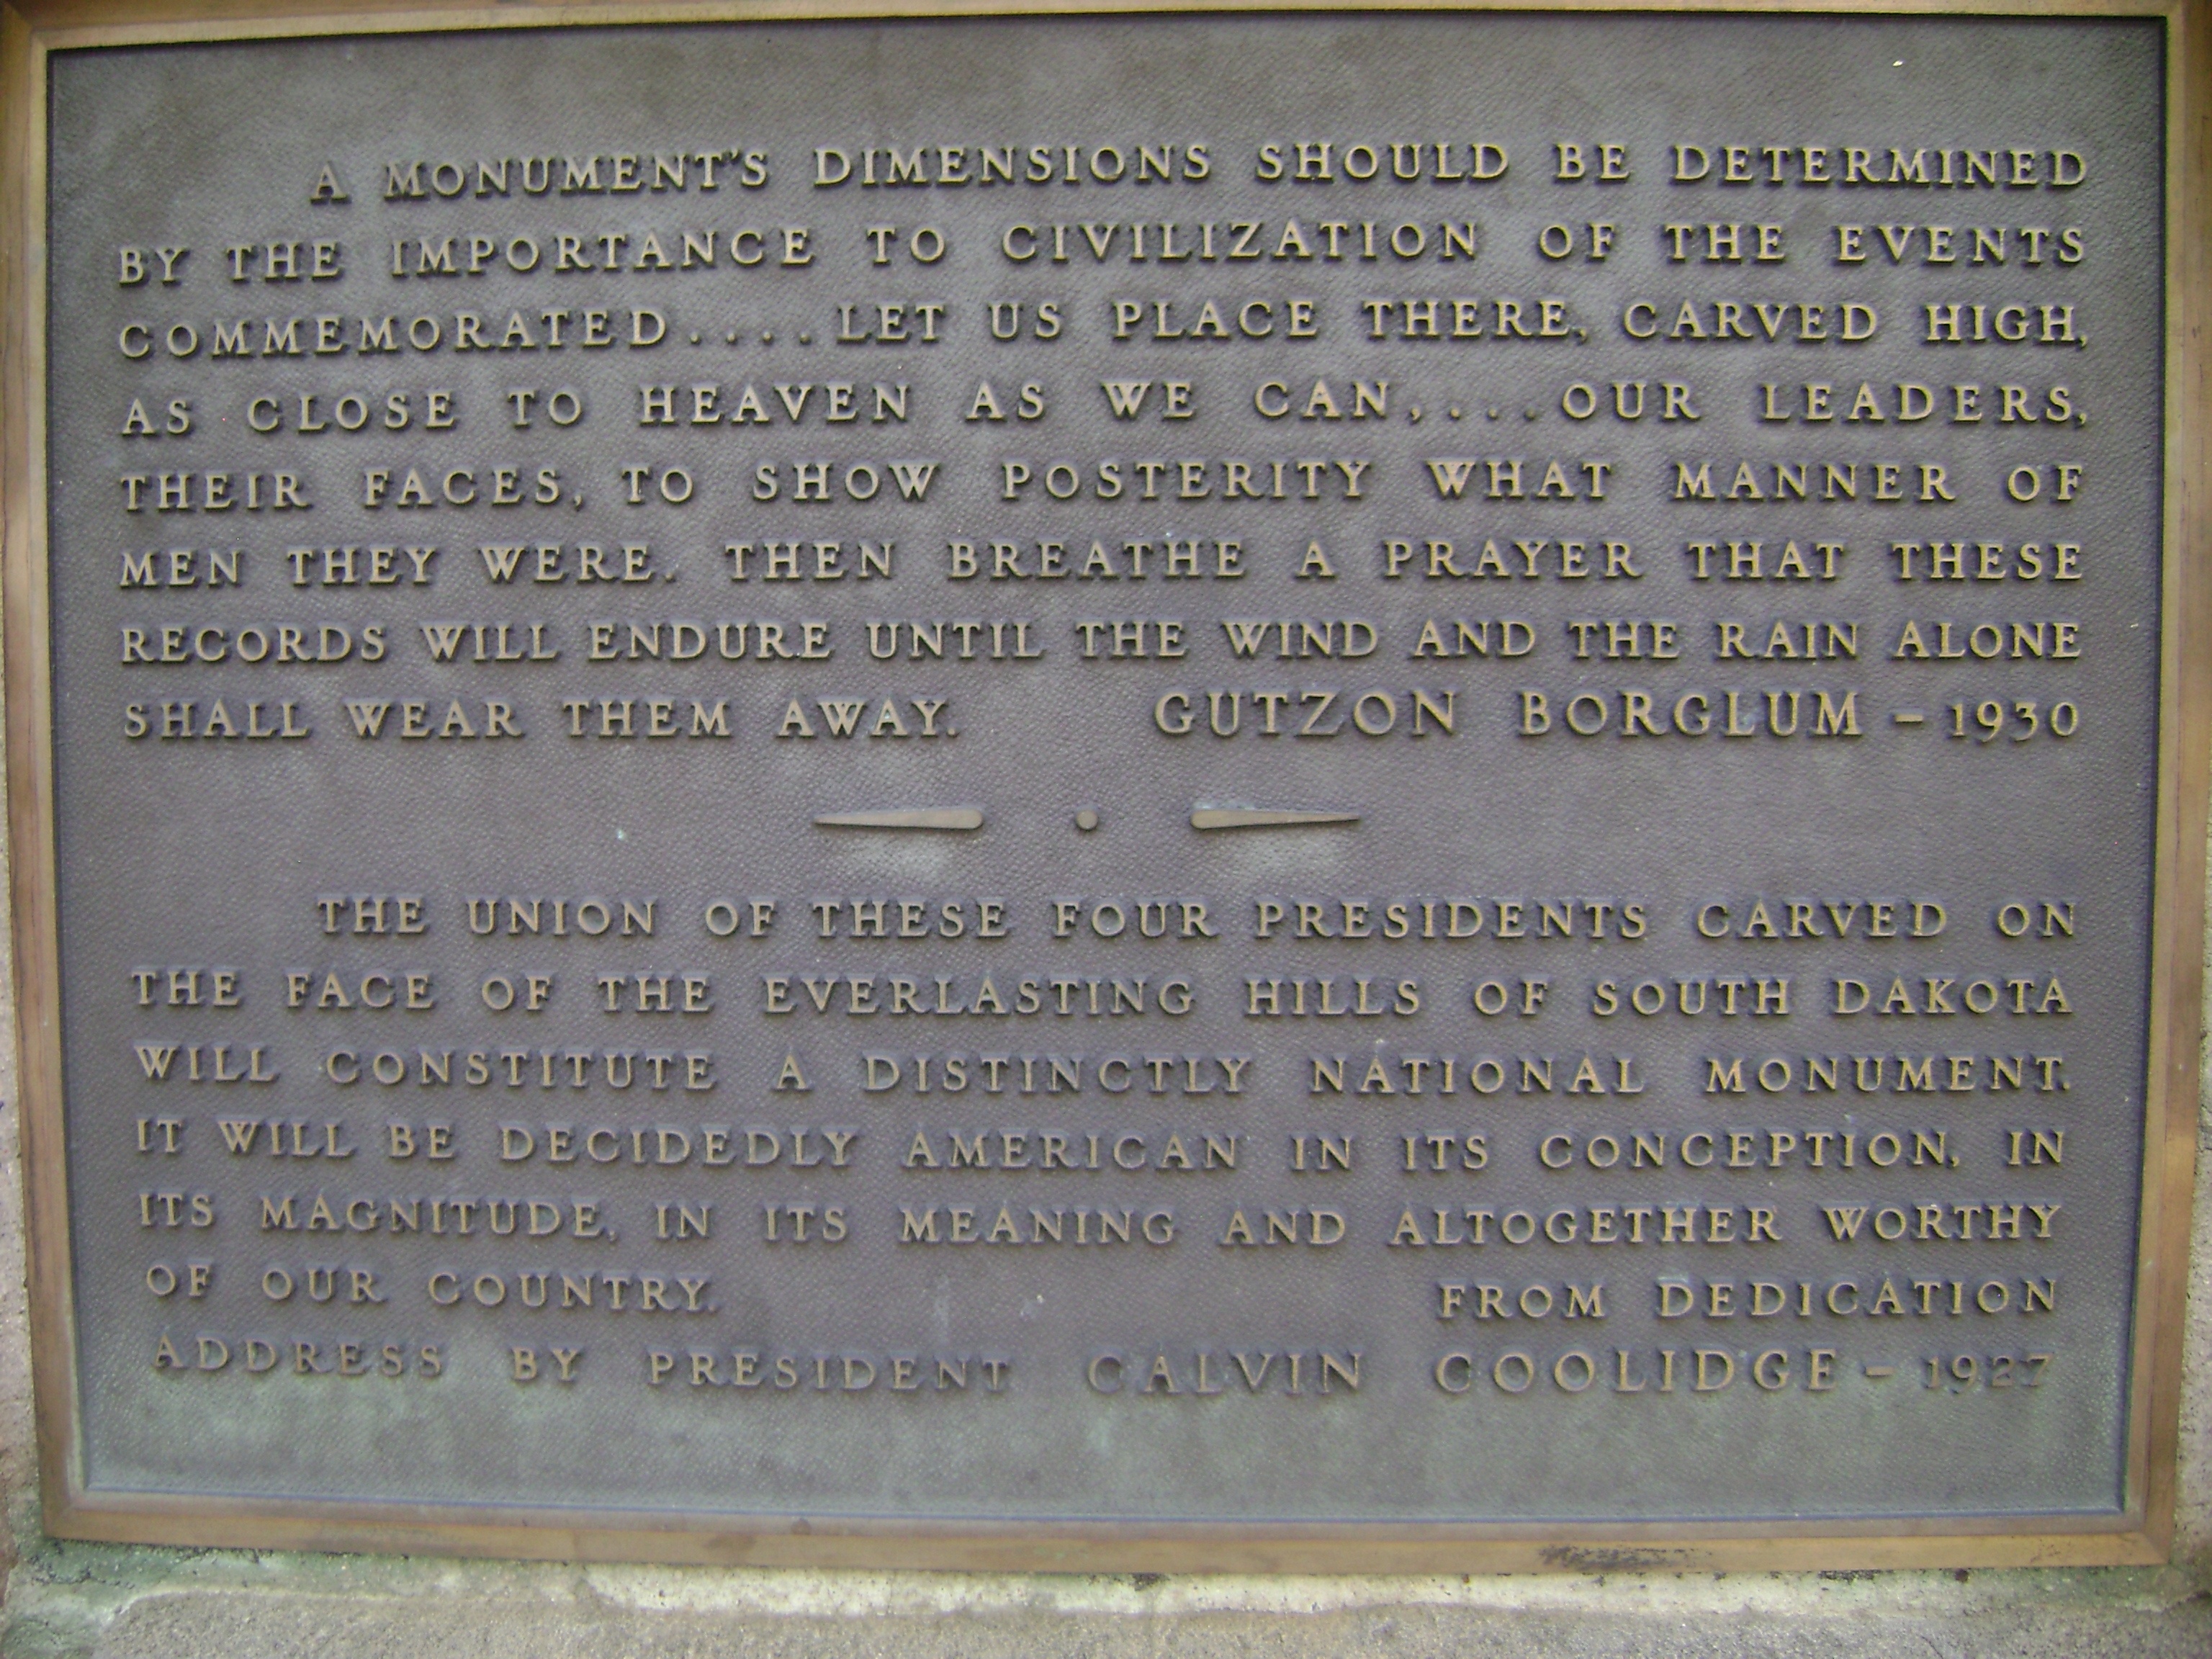 A MONUMENT'S DIMENSIONS SHOULD BE DETERMINED
BY THE IMPORTANCE TO CIVILIZATION OF THE EVENTS
COMMEMORATED....LET US PLACE THERE, CARVED HIGH,
AS CLOSE TO HEAVEN AS WE CAN,...OUR LEADERS,
THEIR FACES, TO SHOW POSTERITY WHAT MANNER OF
MEN THEY WERE. THEN BREATHE A PRAYER THAT THESE
RECORDS WILL ENDURE UNTIL THE WIND AND THE RAIN ALONE
SHALL WEAR THEM AWAY. GUTZON BORGLUM - 1930
THE UNION OF THESE FOUR PRESIDENTS CARVED ON
THE FACE OF THE EVERLASTING HILLS OF SOUTH DAKOTA
WILL CONSTITUTE A DISTINCTLY NATIONAL MONUMENT.
IT WILL BE DECIDEDLY AMERICAN IN ITS CONCEPTION, IN
ITS MAGNITUDE, IN ITS MEANING AND ALTOGETHER WORTHY
OF OUR COUNTRY. FROM DEDICATION
ADDRESS BY PRESIDENT CALVIN COOLIDGE - 1927